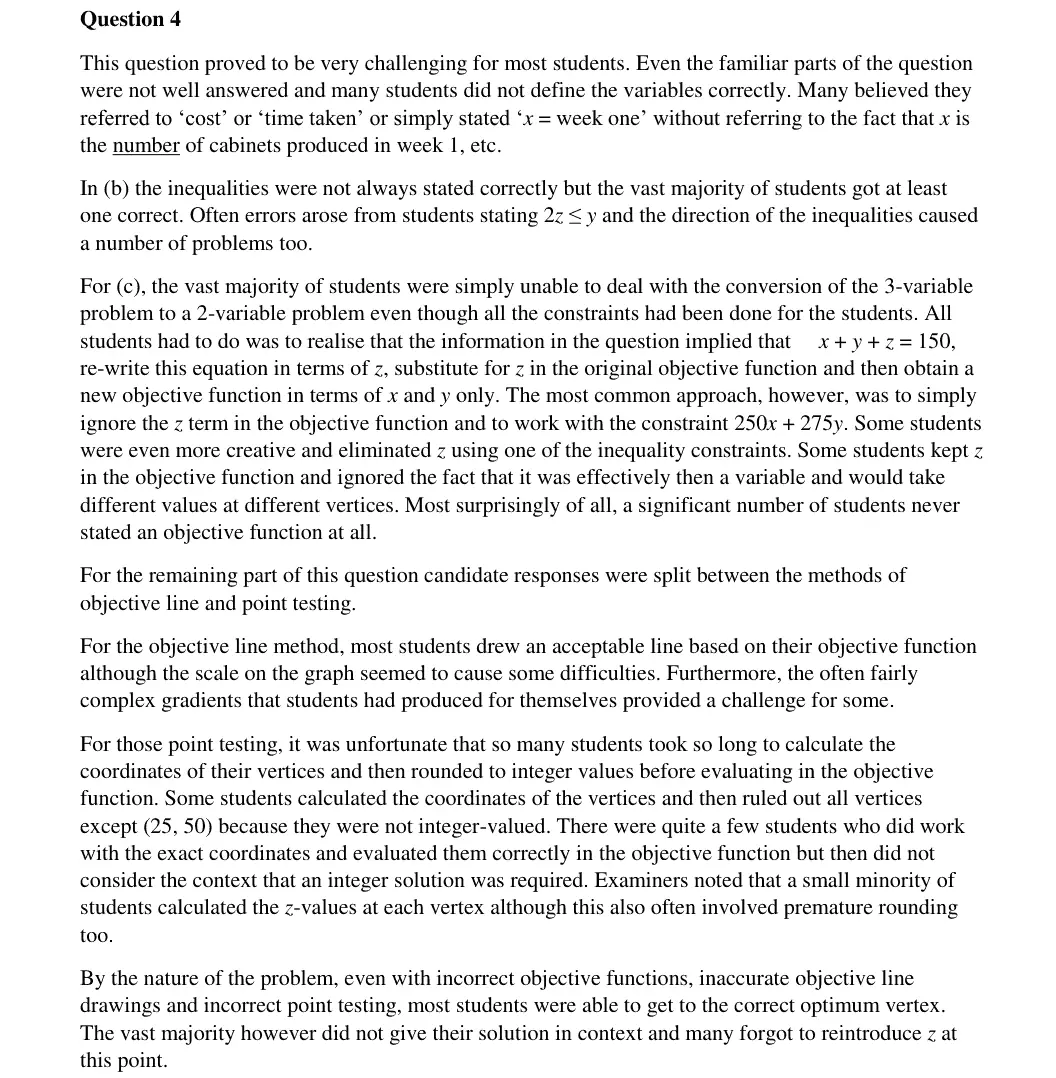 Question 4
This question proved to be very challenging for most students. Even the familiar parts of the question
were not well answered and many students did not define the variables correctly. Many believed they
referred to ‘cost’ or ‘time taken’ or simply stated ‘x = week one’ without referring to the fact that x is
the number of cabinets produced in week 1, etc.
In (b) the inequalities were not always stated correctly but the vast majority of students got at least
one correct. Often errors arose from students stating 2z ≤ y and the direction of the inequalities caused
a number of problems too.
For (c), the vast majority of students were simply unable to deal with the conversion of the 3-variable
problem to a 2-variable problem even though all the constraints had been done for the students. All
students had to do was to realise that the information in the question implied that x + y + z = 150,
re-write this equation in terms of z, substitute for z in the original objective function and then obtain a
new objective function in terms of x and y only. The most common approach, however, was to simply
ignore the z term in the objective function and to work with the constraint 250x + 275y. Some students
were even more creative and eliminated z using one of the inequality constraints. Some students kept z
in the objective function and ignored the fact that it was effectively then a variable and would take
different values at different vertices. Most surprisingly of all, a significant number of students never
stated an objective function at all.
For the remaining part of this question candidate responses were split between the methods of
objective line and point testing.
For the objective line method, most students drew an acceptable line based on their objective function
although the scale on the graph seemed to cause some difficulties. Furthermore, the often fairly
complex gradients that students had produced for themselves provided a challenge for some.
For those point testing, it was unfortunate that so many students took so long to calculate the
coordinates of their vertices and then rounded to integer values before evaluating in the objective
function. Some students calculated the coordinates of the vertices and then ruled out all vertices
except (25, 50) because they were not integer-valued. There were quite a few students who did work
with the exact coordinates and evaluated them correctly in the objective function but then did not
consider the context that an integer solution was required. Examiners noted that a small minority of
students calculated the z-values at each vertex although this also often involved premature rounding
too.
By the nature of the problem, even with incorrect objective functions, inaccurate objective line
drawings and incorrect point testing, most students were able to get to the correct optimum vertex.
The vast majority however did not give their solution in context and many forgot to reintroduce z at
this point.